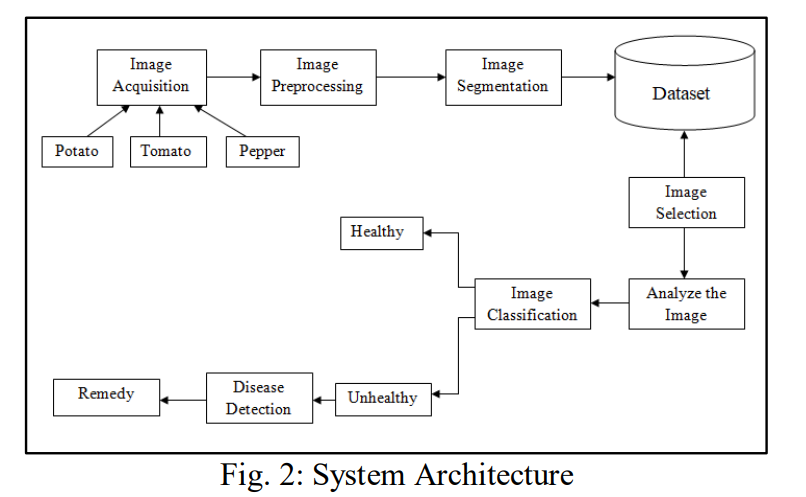 Image
Acquisition
Image
Preprocessing
Image
Segmentation
Dataset
Potato
Tomato
Pepper
Image
Selection
Healthy
Image
Classification
Analyze the
Image
Remedy
Disease
Detection
Unhealthy
Fig. 2: System Architecture